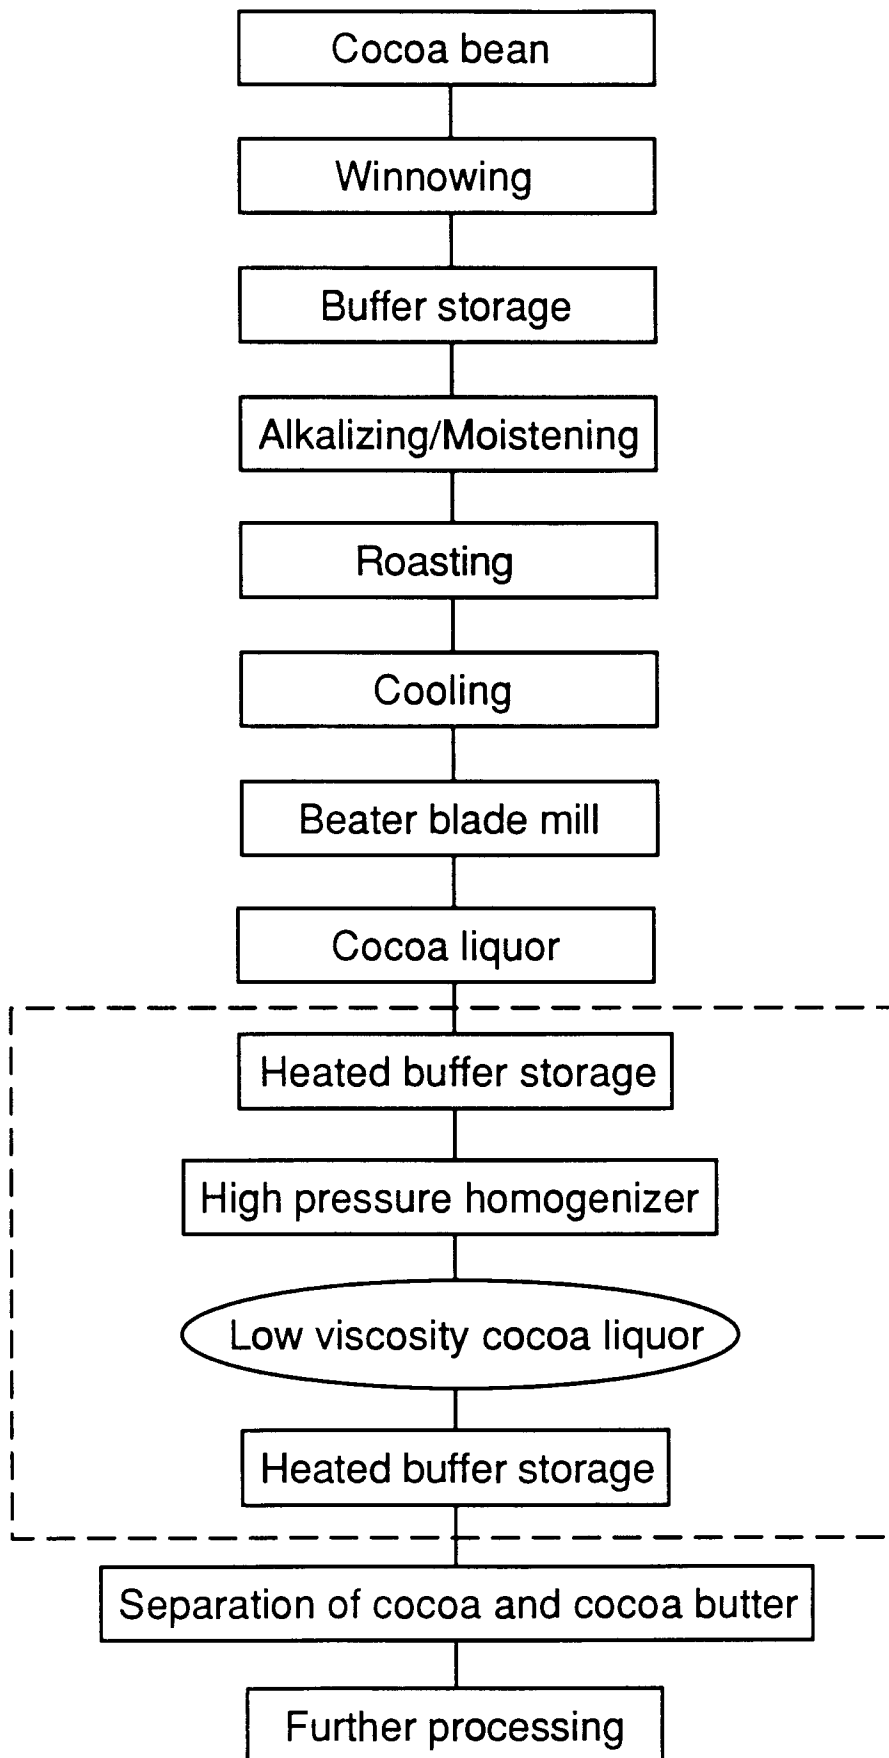 Cocoa bean
Winnowing
Buffer storage
Alkalizing/Moistening
Roasting
Cooling
Beater blade mill
Cocoa liquor
Heated buffer storage
High pressure homogenizer
Low viscosity cocoa liquor
Heated buffer storage
Separation of cocoa and cocoa butter
Further processing